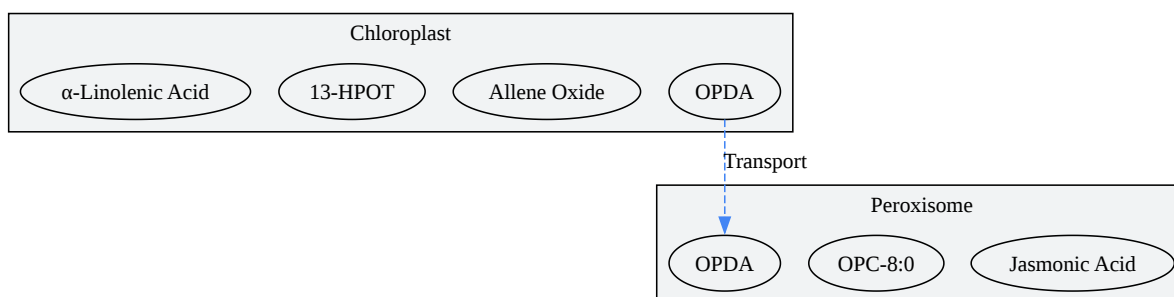 Chloroplast
α-Linolenic Acid 13-HPOT Allene Oxide OPDA
Transport
Peroxisome
OPDA OPC-8:0 Jasmonic Acid